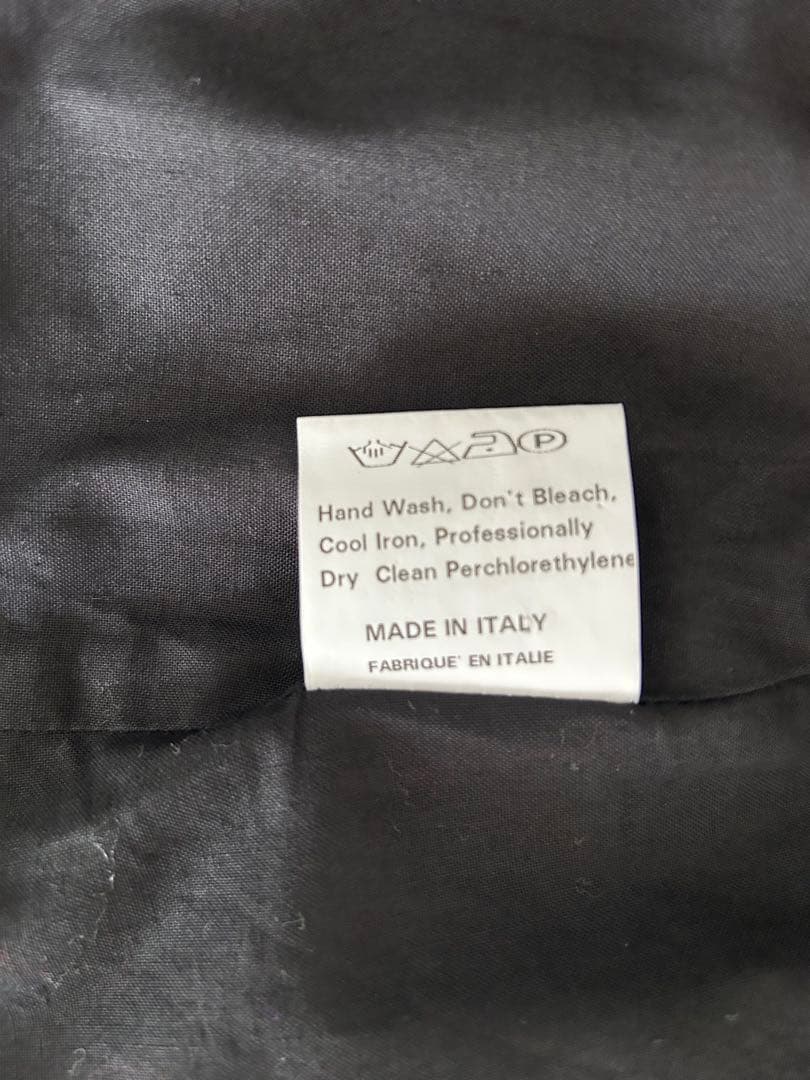 P
Hand Wash, Don't Bleach,
Cool Iron, Professionally
Dry Clean Perchlorethylene
MADE IN ITALY
FABRIQUE' EN ITALIE